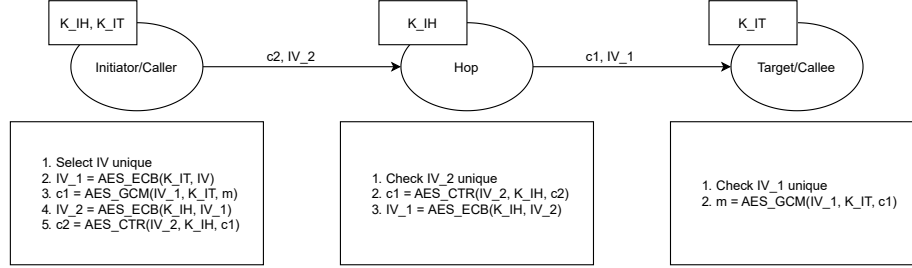 K_IH, K_IT
Initiator/Caller
c2, IV_2
K_IH
Hop
c1, IV_1
K_IT
Target/Callee
1. Select IV unique
2. IV_1 = AES_ECB(K_IT, IV)
3. c1 = AES_GCM(IV_1, K_IT, m)
4. IV_2 = AES_ECB(K_IH, IV_1)
5. c2 = AES_CTR(IV_2, K_IH, c1)
1. Check IV_2 unique
2. c1 = AES_CTR(IV_2, K_IH, c2)
3. IV_1 = AES_ECB(K_IH, IV_2)
1. Check IV_1 unique
2. m = AES_GCM(IV_1, K_IT, c1)